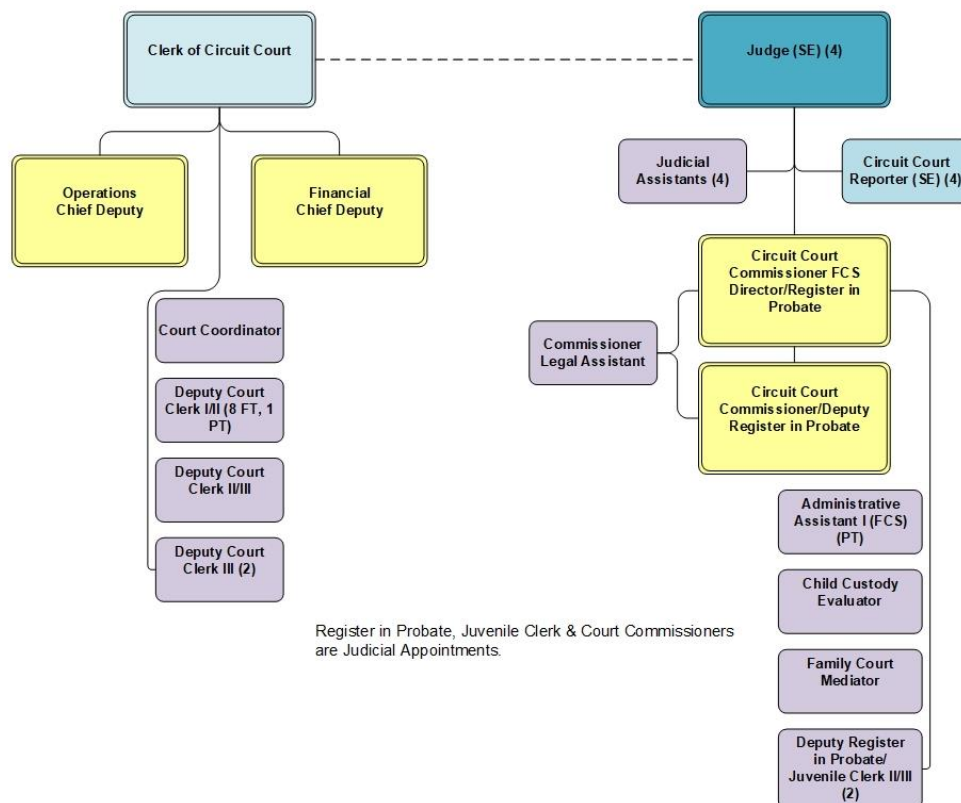 Clerk of Circuit Court
Judge (SE) (4)
Operations
Chief Deputy
Financial
Chief Deputy
Judicial
Assistants (4)
Circuit Court
Reporter (SE) (4)
Circuit Court
Commissioner FCS
Director/Register in
Probate
Court Coordinator
Commissioner
Legal Assistant
Deputy Court
Clerk I/II (8 FT, 1
PT)
Circuit Court
Commissioner/Deputy
Register in Probate
Deputy Court
Clerk II/III
Deputy Court
Clerk III (2)
Administrative
Assistant I (FCS)
(PT)
Child Custody
Evaluator
Register in Probate, Juvenile Clerk & Court Commissioners
are Judicial Appointments.
Family Court
Mediator
Deputy Register
in Probate/
Juvenile Clerk II/III
(2)